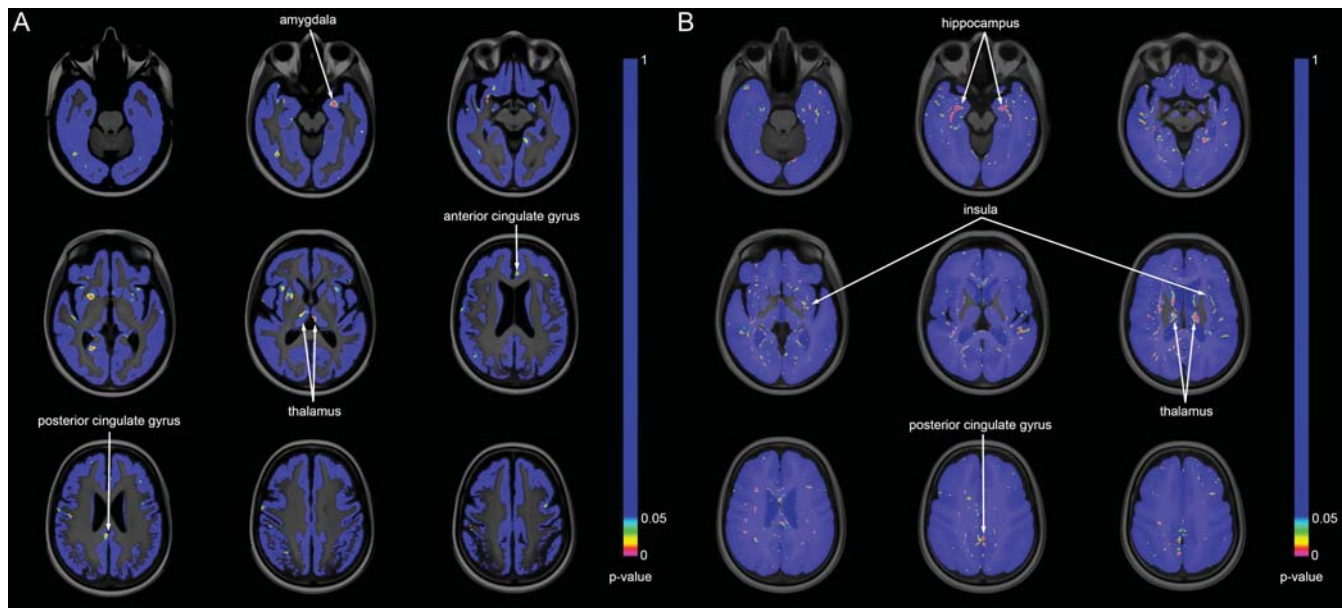 A
amygdala
anterior cingulate gyrus
thalamus
posterior cingulate gyrus
1
0.05
0
p-value
B
hippocampus
insula
thalamus
posterior cingulate gyrus
1
0.05
0
p-value